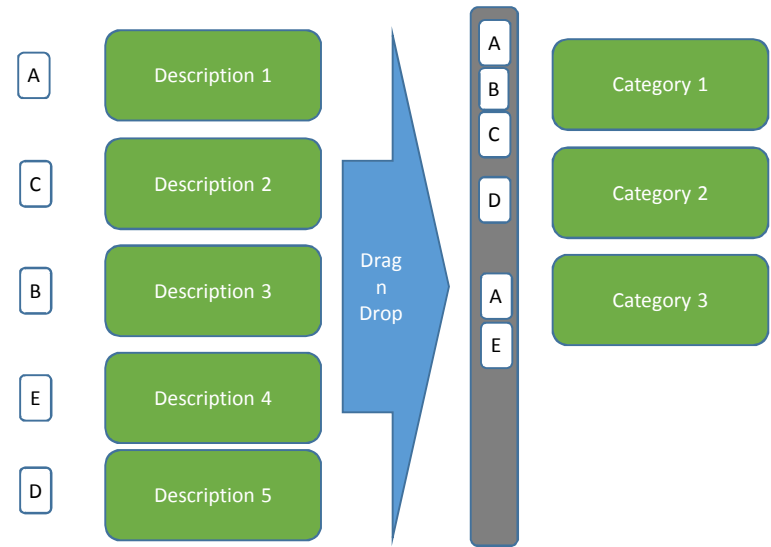 A
Description 1
C
Description 2
B
Description 3
E
Description 4
D
Description 5
Drag
n
Drop
A
B
C
D
A
E
Category 1
Category 2
Category 3